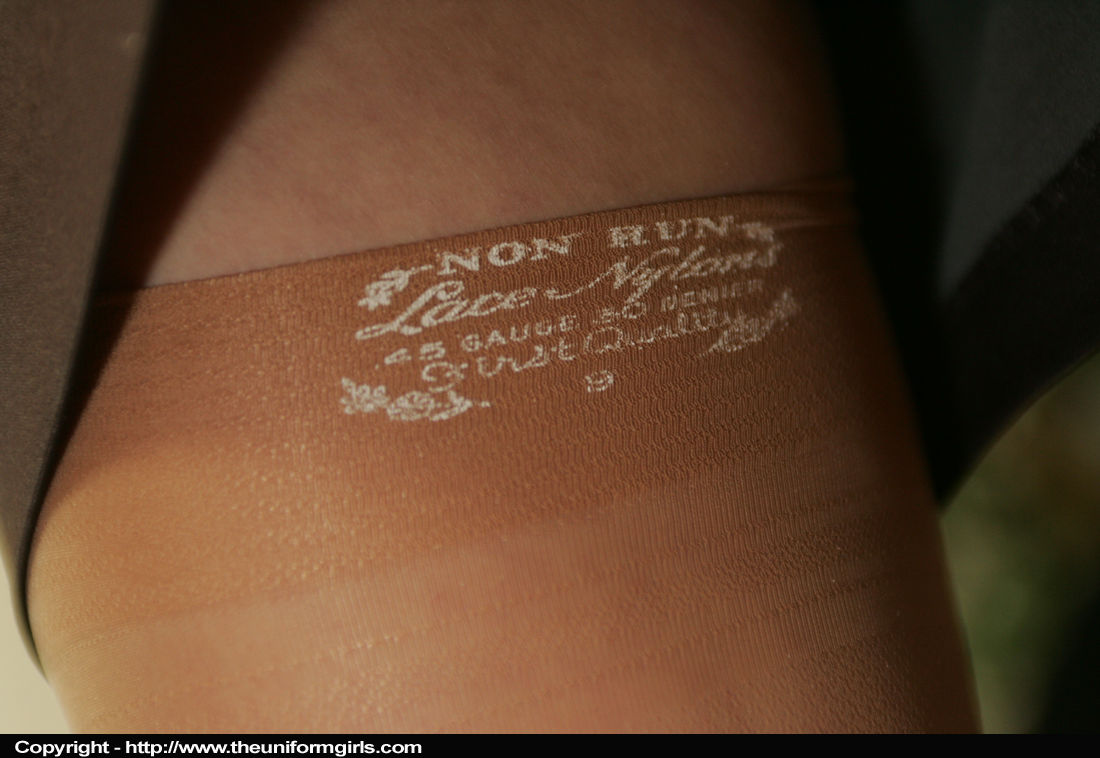 NON RUN
Lace Nylons
45 GAUGE 30 DENIER
First Quality
9
Copyright - http://www.theuniformgirls.com